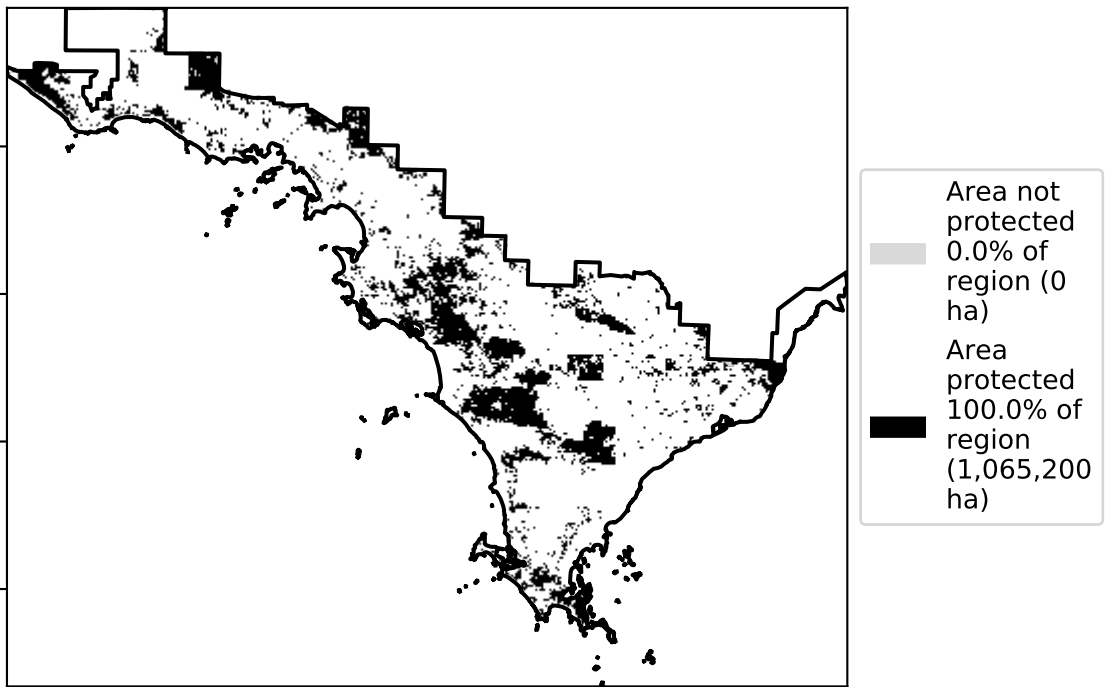 Area not
protected
0.0% of
region (0
ha)
Area
protected
100.0% of
region
(1,065,200
ha)